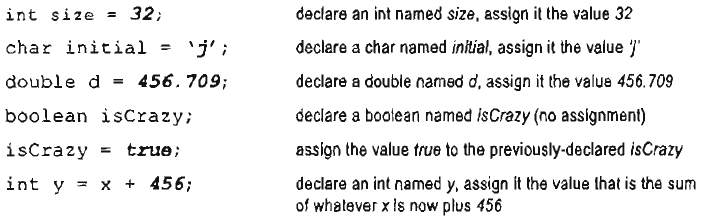 int size = 32; declare an int named size, assign it the value 32
char initial = 'j'; declare a char named initial, assign it the value 'j'
double d = 456.709; declare a double named d, assign it the value 456.709
boolean isCrazy; declare a boolean named isCrazy (no assignment)
isCrazy = true; assign the value true to the previously-declared isCrazy
int y = x + 456; declare an int named y, assign it the value that is the sum
of whatever x is now plus 456